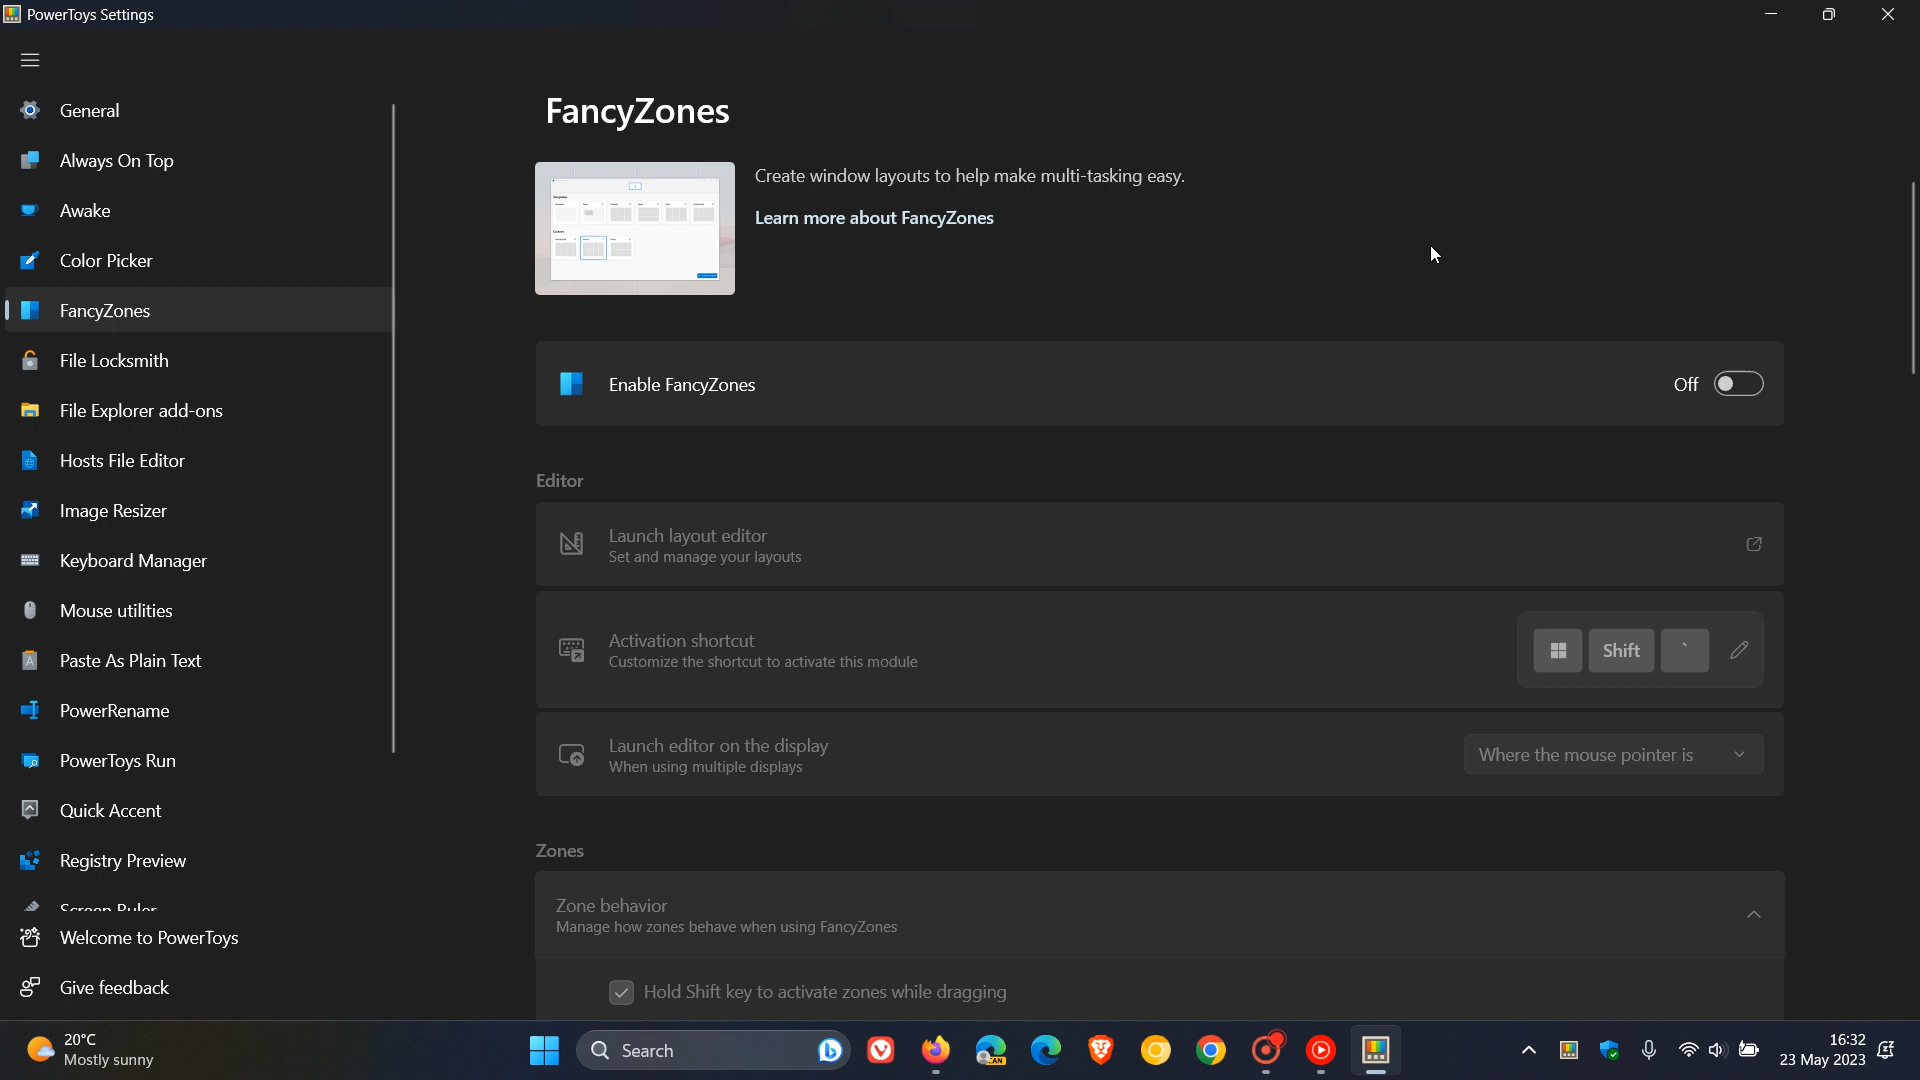 PowerToys Settings
General
Always On Top
Awake
Color Picker
FancyZones
File Locksmith
File Explorer add-ons
Hosts File Editor
Image Resizer
Keyboard Manager
Mouse utilities
Paste As Plain Text
PowerRename
PowerToys Run
Quick Accent
Registry Preview
Screen Ruler
Welcome to PowerToys
Give feedback
FancyZones
Create window layouts to help make multi-tasking easy.
Learn more about FancyZones
Enable FancyZones
Off
Editor
Launch layout editor
Set and manage your layouts
Activation shortcut
Customize the shortcut to activate this module
Shift `
Launch editor on the display
When using multiple displays
Where the mouse pointer is
Zones
Zone behavior
Manage how zones behave when using FancyZones
Hold Shift key to activate zones while dragging
20°C
Mostly sunny
Search
CAN
16:32
23 May 2023